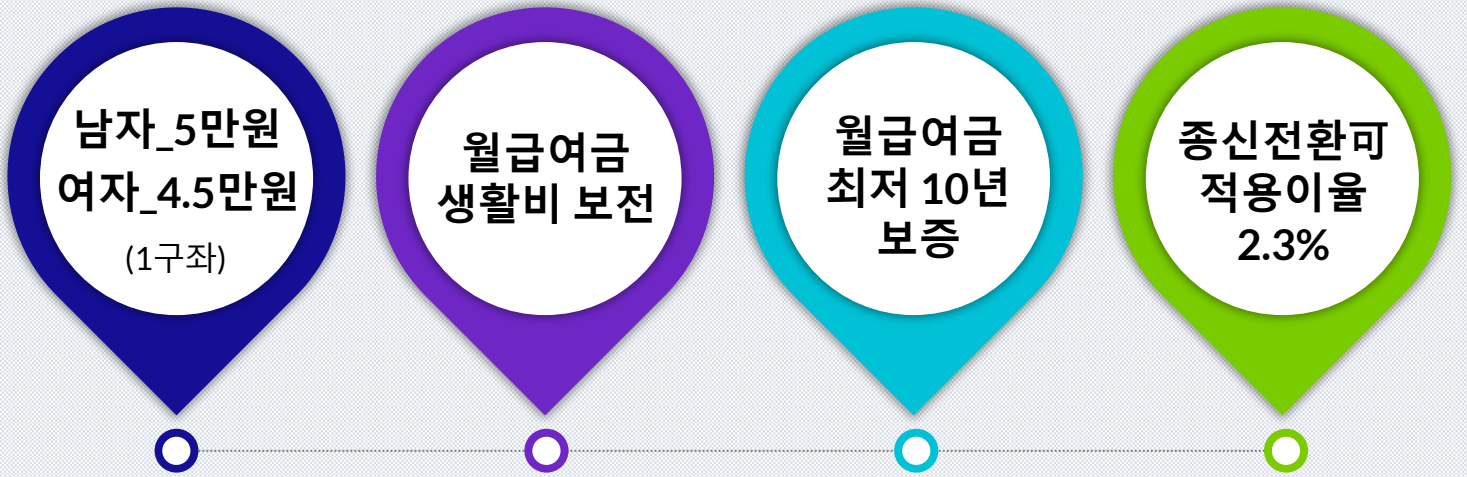 남자_5만원
여자_4.5만원
(1구좌)
월급여금
생활비 보전
월급여금
최저 10년
보증
종신전환可
적용이율
2.3%